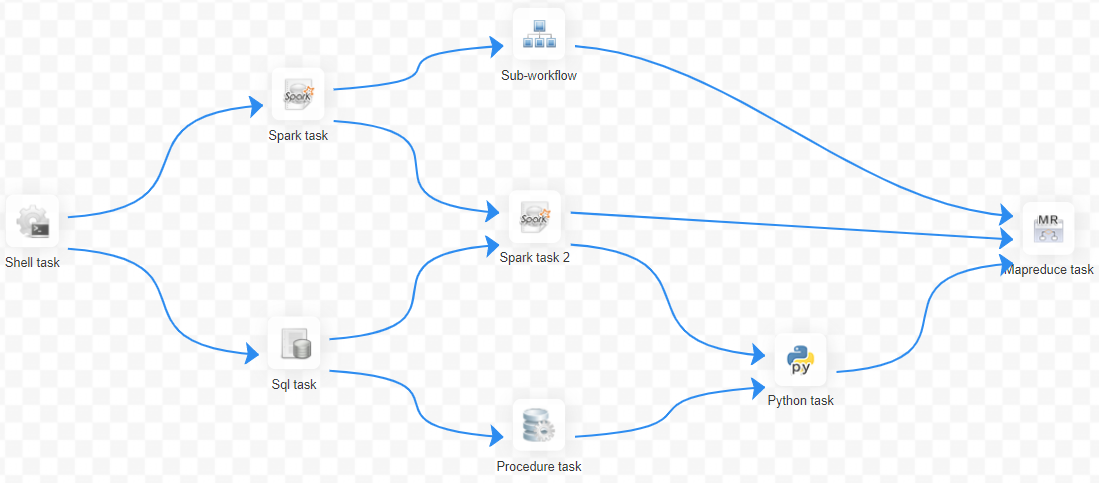 Sub-workflow
Spark
Spark task
Spark
Spark task 2
MR
Mapreduce task
Shell task
Sql task
py
Python task
Procedure task